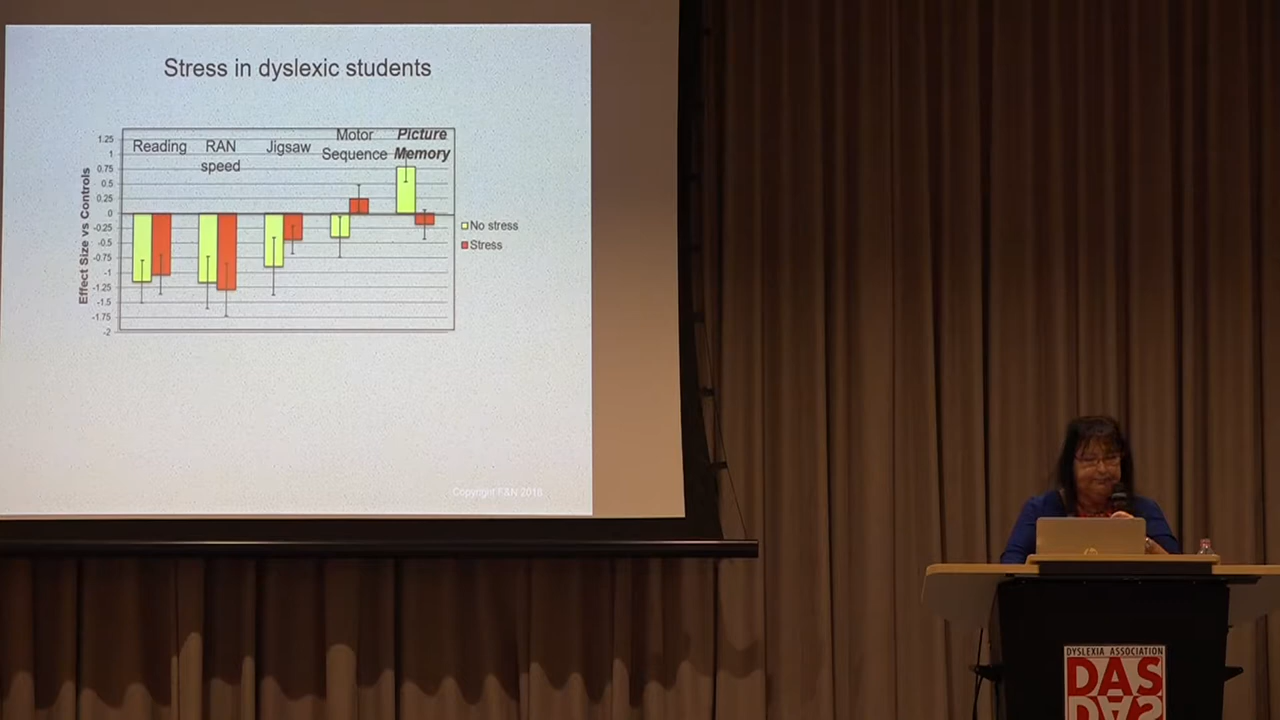 Stress in dyslexic students
Reading
RAN
speed
Jigsaw
Motor
Sequence
Picture
Memory
Effect Size vs Controls
1.25
1
0.75
0.5
0.25
0
-0.25
-0.5
-0.75
-1
-1.25
-1.5
-1.75
-2
No stress
Stress
Copyright F&N 2016
DYSLEXIA ASSOCIATION
DAS